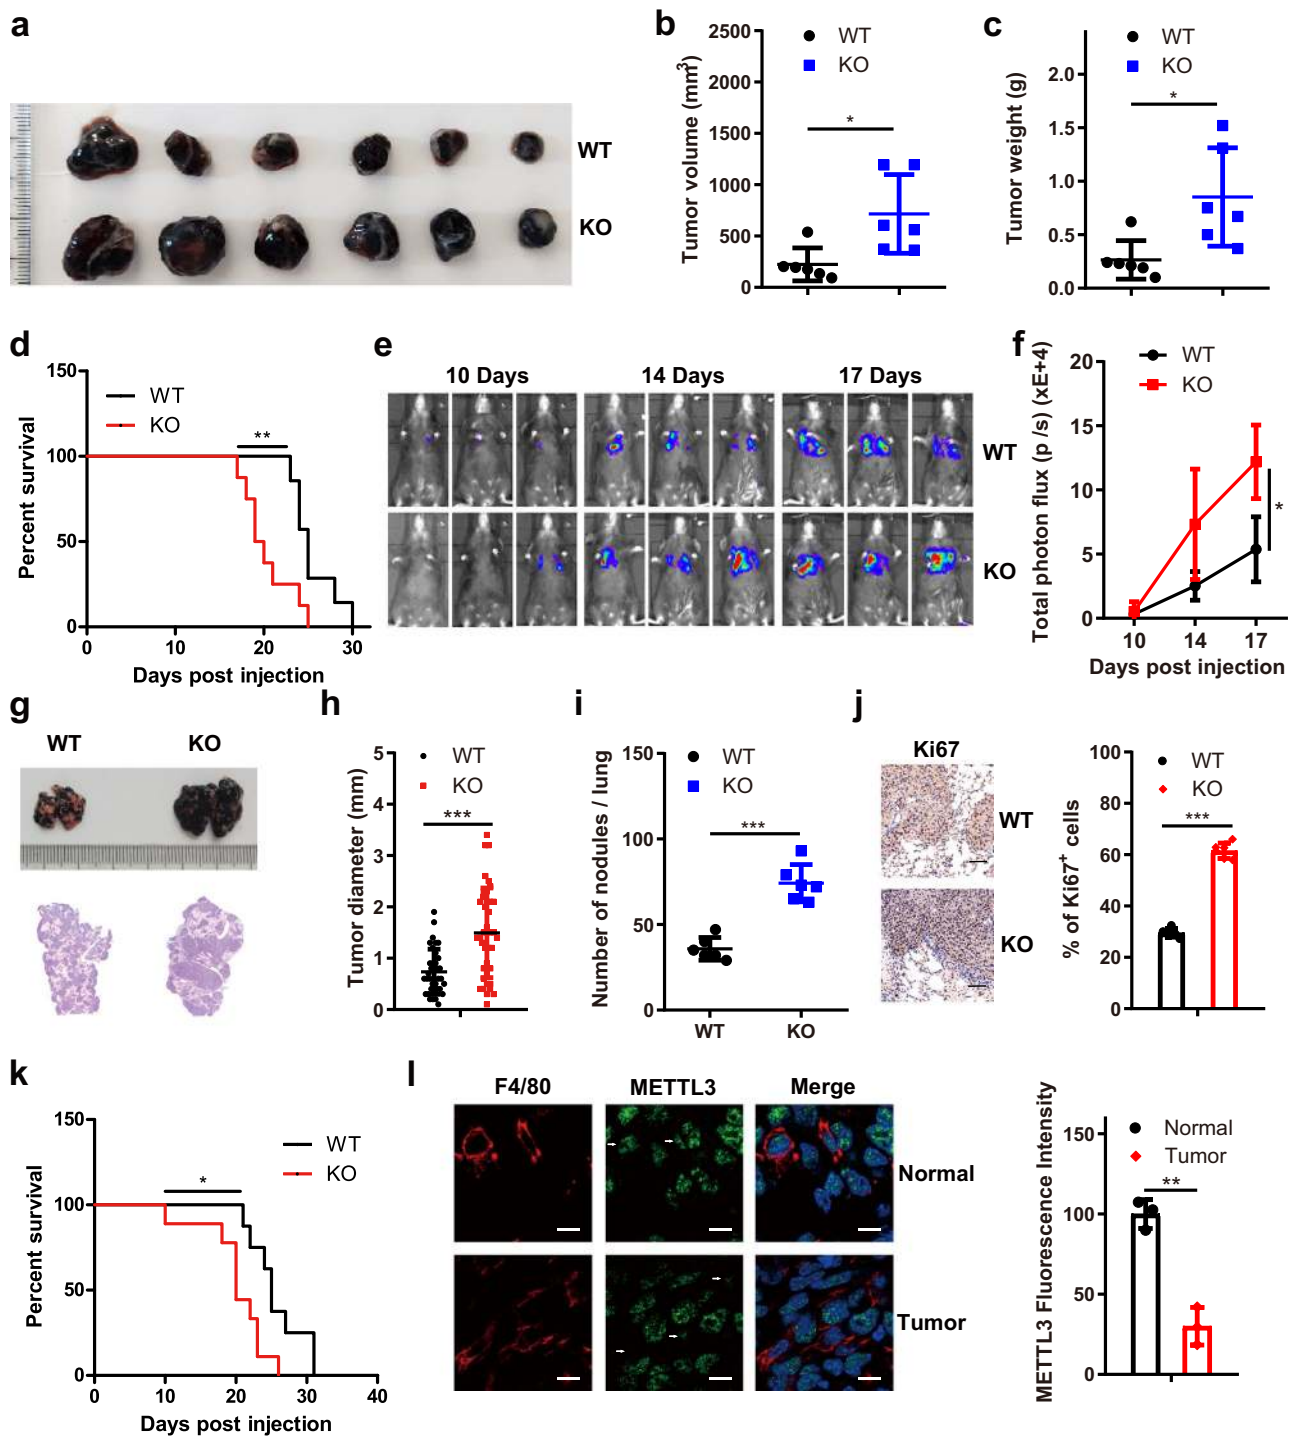 a
WT
KO
b
Tumor volume (mm3)
2500
2000
1500
1000
500
0
WT
KO
*
c
Tumor weight (g)
2.0
1.5
1.0
0.5
0.0
WT
KO
*
d
Percent survival
150
100
50
0
WT
KO
**
0 10 20 30
Days post injection
e
10 Days 14 Days 17 Days
WT
KO
f
Total photon flux (p /s) (xE+4)
20
15
10
5
0
WT
KO
*
10 14 17
Days post injection
g
WT KO
h
Tumor diameter (mm)
5
4
3
2
1
0
WT
KO
***
i
Number of nodules / lung
150
100
50
0
WT
KO
***
WT KO
j
Ki67
WT
KO
% of Ki67+ cells
100
80
60
40
20
0
WT
KO
***
k
Percent survival
150
100
50
0
WT
KO
*
0 10 20 30 40
Days post injection
l
F4/80 METTL3 Merge
Normal
Tumor
METTL3 Fluorescence Intensity
150
100
50
0
Normal
Tumor
**